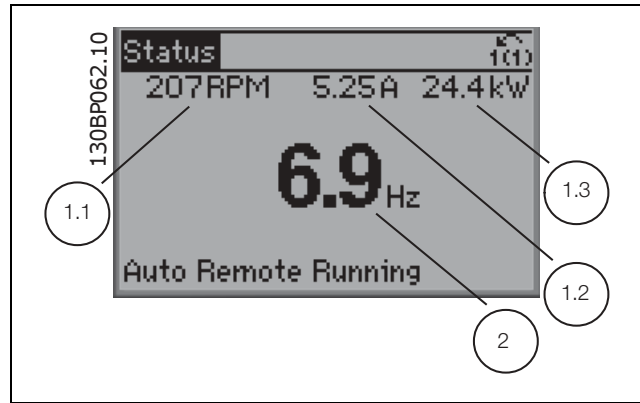 130BP062.10
Status
1(1)
207RPM 5.25A 24.4kW
6.9Hz
Auto Remote Running
1.1
1.3
1.2
2